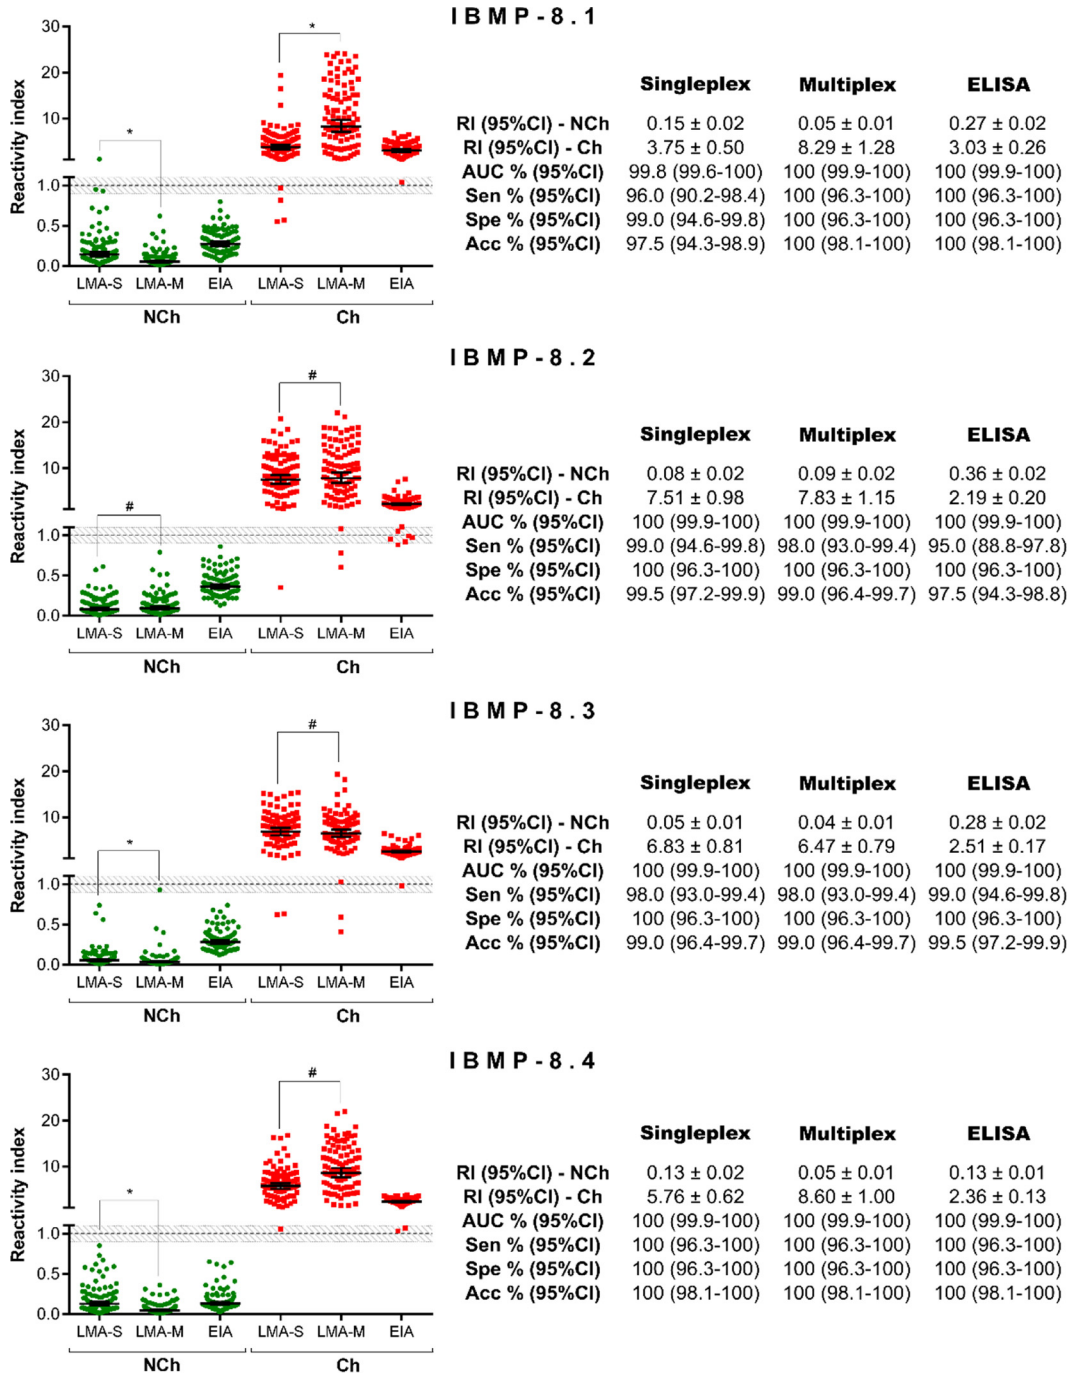 IBMP-8.1
30
20
10
1.0
0.5
0.0
Reactivity index
*
*
LMA-S LMA-M EIA LMA-S LMA-M EIA
NCh Ch
Singleplex Multiplex ELISA
RI (95%CI) - NCh 0.15 ± 0.02 0.05 ± 0.01 0.27 ± 0.02
RI (95%CI) - Ch 3.75 ± 0.50 8.29 ± 1.28 3.03 ± 0.26
AUC % (95%CI) 99.8 (99.6-100) 100 (99.9-100) 100 (99.9-100)
Sen % (95%CI) 96.0 (90.2-98.4) 100 (96.3-100) 100 (96.3-100)
Spe % (95%CI) 99.0 (94.6-99.8) 100 (96.3-100) 100 (96.3-100)
Acc % (95%CI) 97.5 (94.3-98.9) 100 (98.1-100) 100 (98.1-100)
IBMP-8.2
30
20
10
1.0
0.5
0.0
Reactivity index
#
#
LMA-S LMA-M EIA LMA-S LMA-M EIA
NCh Ch
Singleplex Multiplex ELISA
RI (95%CI) - NCh 0.08 ± 0.02 0.09 ± 0.02 0.36 ± 0.02
RI (95%CI) - Ch 7.51 ± 0.98 7.83 ± 1.15 2.19 ± 0.20
AUC % (95%CI) 100 (99.9-100) 100 (99.9-100) 100 (99.9-100)
Sen % (95%CI) 99.0 (94.6-99.8) 98.0 (93.0-99.4) 95.0 (88.8-97.8)
Spe % (95%CI) 100 (96.3-100) 100 (96.3-100) 100 (96.3-100)
Acc % (95%CI) 99.5 (97.2-99.9) 99.0 (96.4-99.7) 97.5 (94.3-98.8)
IBMP-8.3
30
20
10
1.0
0.5
0.0
Reactivity index
*
#
LMA-S LMA-M EIA LMA-S LMA-M EIA
NCh Ch
Singleplex Multiplex ELISA
RI (95%CI) - NCh 0.05 ± 0.01 0.04 ± 0.01 0.28 ± 0.02
RI (95%CI) - Ch 6.83 ± 0.81 6.47 ± 0.79 2.51 ± 0.17
AUC % (95%CI) 100 (99.9-100) 100 (99.9-100) 100 (99.9-100)
Sen % (95%CI) 98.0 (93.0-99.4) 98.0 (93.0-99.4) 99.0 (94.6-99.8)
Spe % (95%CI) 100 (96.3-100) 100 (96.3-100) 100 (96.3-100)
Acc % (95%CI) 99.0 (96.4-99.7) 99.0 (96.4-99.7) 99.5 (97.2-99.9)
IBMP-8.4
30
20
10
1.0
0.5
0.0
Reactivity index
*
#
LMA-S LMA-M EIA LMA-S LMA-M EIA
NCh Ch
Singleplex Multiplex ELISA
RI (95%CI) - NCh 0.13 ± 0.02 0.05 ± 0.01 0.13 ± 0.01
RI (95%CI) - Ch 5.76 ± 0.62 8.60 ± 1.00 2.36 ± 0.13
AUC % (95%CI) 100 (99.9-100) 100 (99.9-100) 100 (99.9-100)
Sen % (95%CI) 100 (96.3-100) 100 (96.3-100) 100 (96.3-100)
Spe % (95%CI) 100 (96.3-100) 100 (96.3-100) 100 (96.3-100)
Acc % (95%CI) 100 (98.1-100) 100 (98.1-100) 100 (98.1-100)